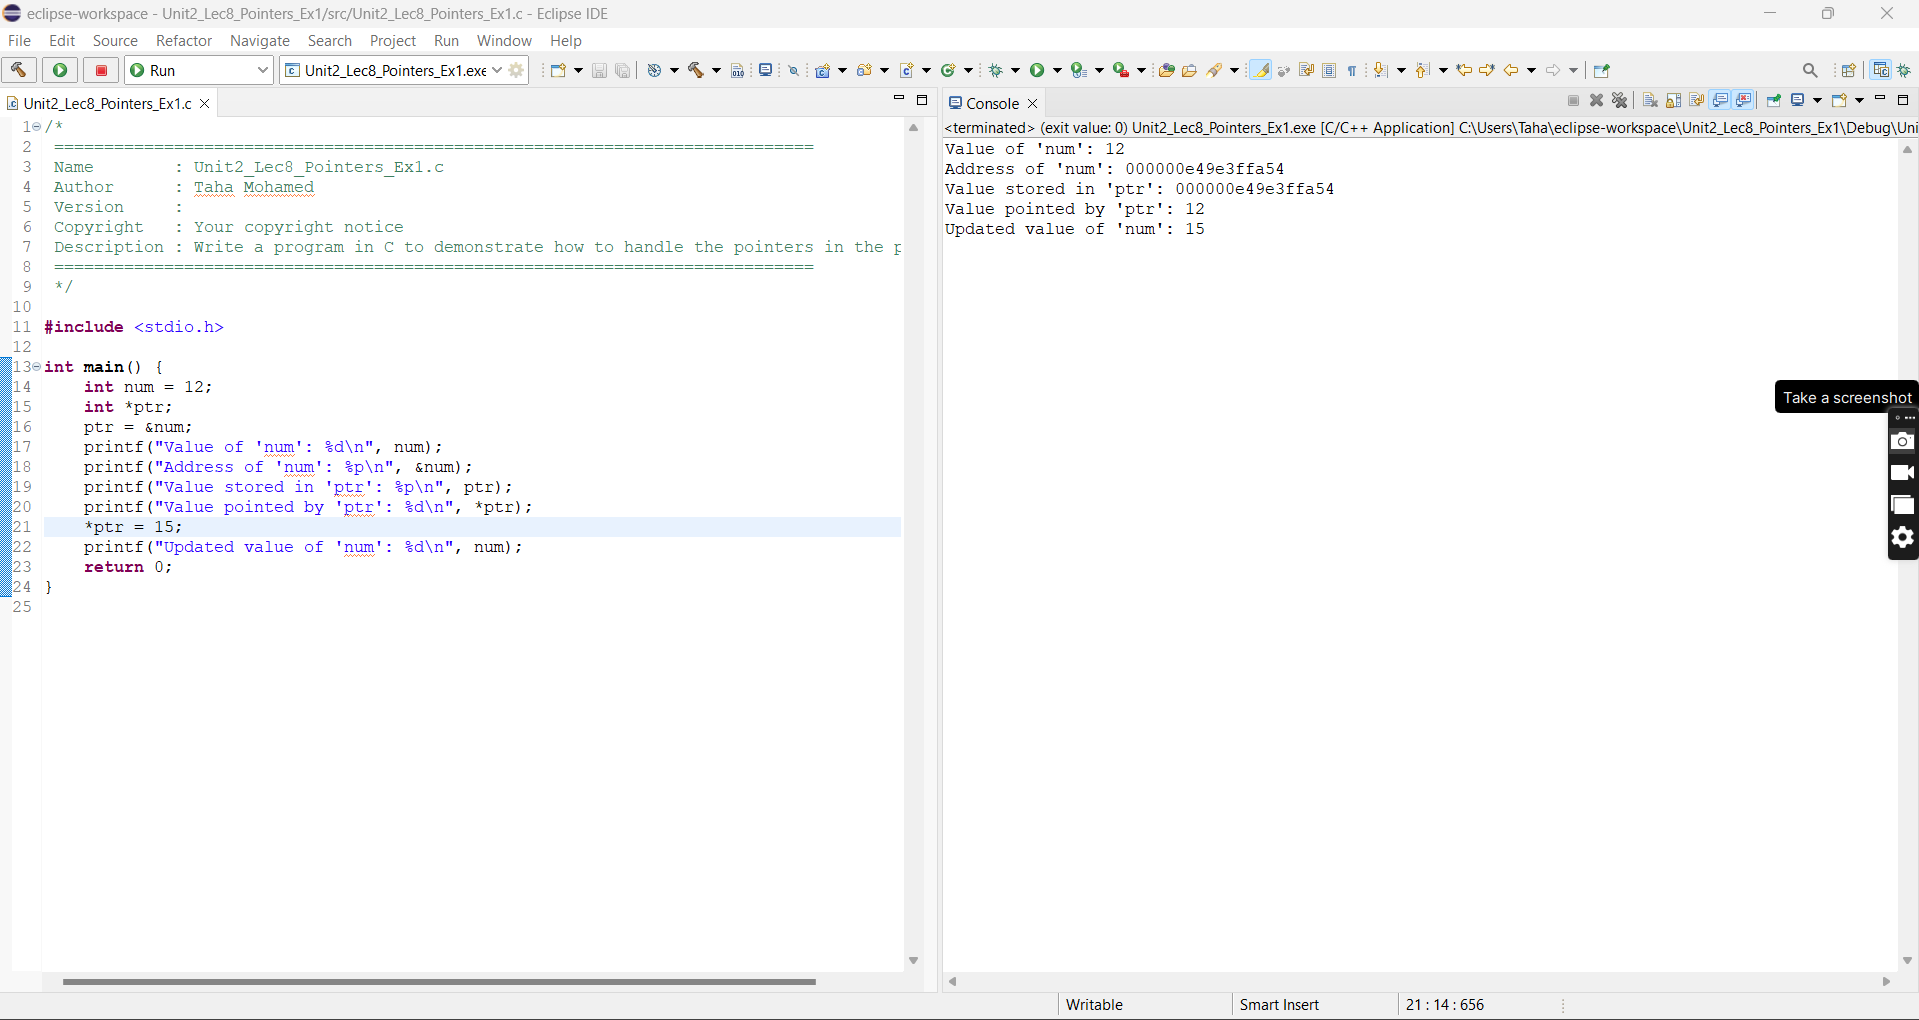 eclipse-workspace - Unit2_Lec8_Pointers_Ex1/src/Unit2_Lec8_Pointers_Ex1.c - Eclipse IDE
File Edit Source Refactor Navigate Search Project Run Window Help
Run Unit2_Lec8_Pointers_Ex1.exe
Unit2_Lec8_Pointers_Ex1.c
1 /*
2 ============================================================================
3 Name        : Unit2_Lec8_Pointers_Ex1.c
4 Author      : Taha Mohamed
5 Version     :
6 Copyright   : Your copyright notice
7 Description : Write a program in C to demonstrate how to handle the pointers in the p
8 ============================================================================
9 */
10
11 #include <stdio.h>
12
13 int main() {
14     int num = 12;
15     int *ptr;
16     ptr = &num;
17     printf("Value of 'num': %d\n", num);
18     printf("Address of 'num': %p\n", &num);
19     printf("Value stored in 'ptr': %p\n", ptr);
20     printf("Value pointed by 'ptr': %d\n", *ptr);
21     *ptr = 15;
22     printf("Updated value of 'num': %d\n", num);
23     return 0;
24 }
25
Console
<terminated> (exit value: 0) Unit2_Lec8_Pointers_Ex1.exe [C/C++ Application] C:\Users\Taha\eclipse-workspace\Unit2_Lec8_Pointers_Ex1\Debug\Uni
Value of 'num': 12
Address of 'num': 000000e49e3ffa54
Value stored in 'ptr': 000000e49e3ffa54
Value pointed by 'ptr': 12
Updated value of 'num': 15
Take a screenshot
Writable Smart Insert 21 : 14 : 656